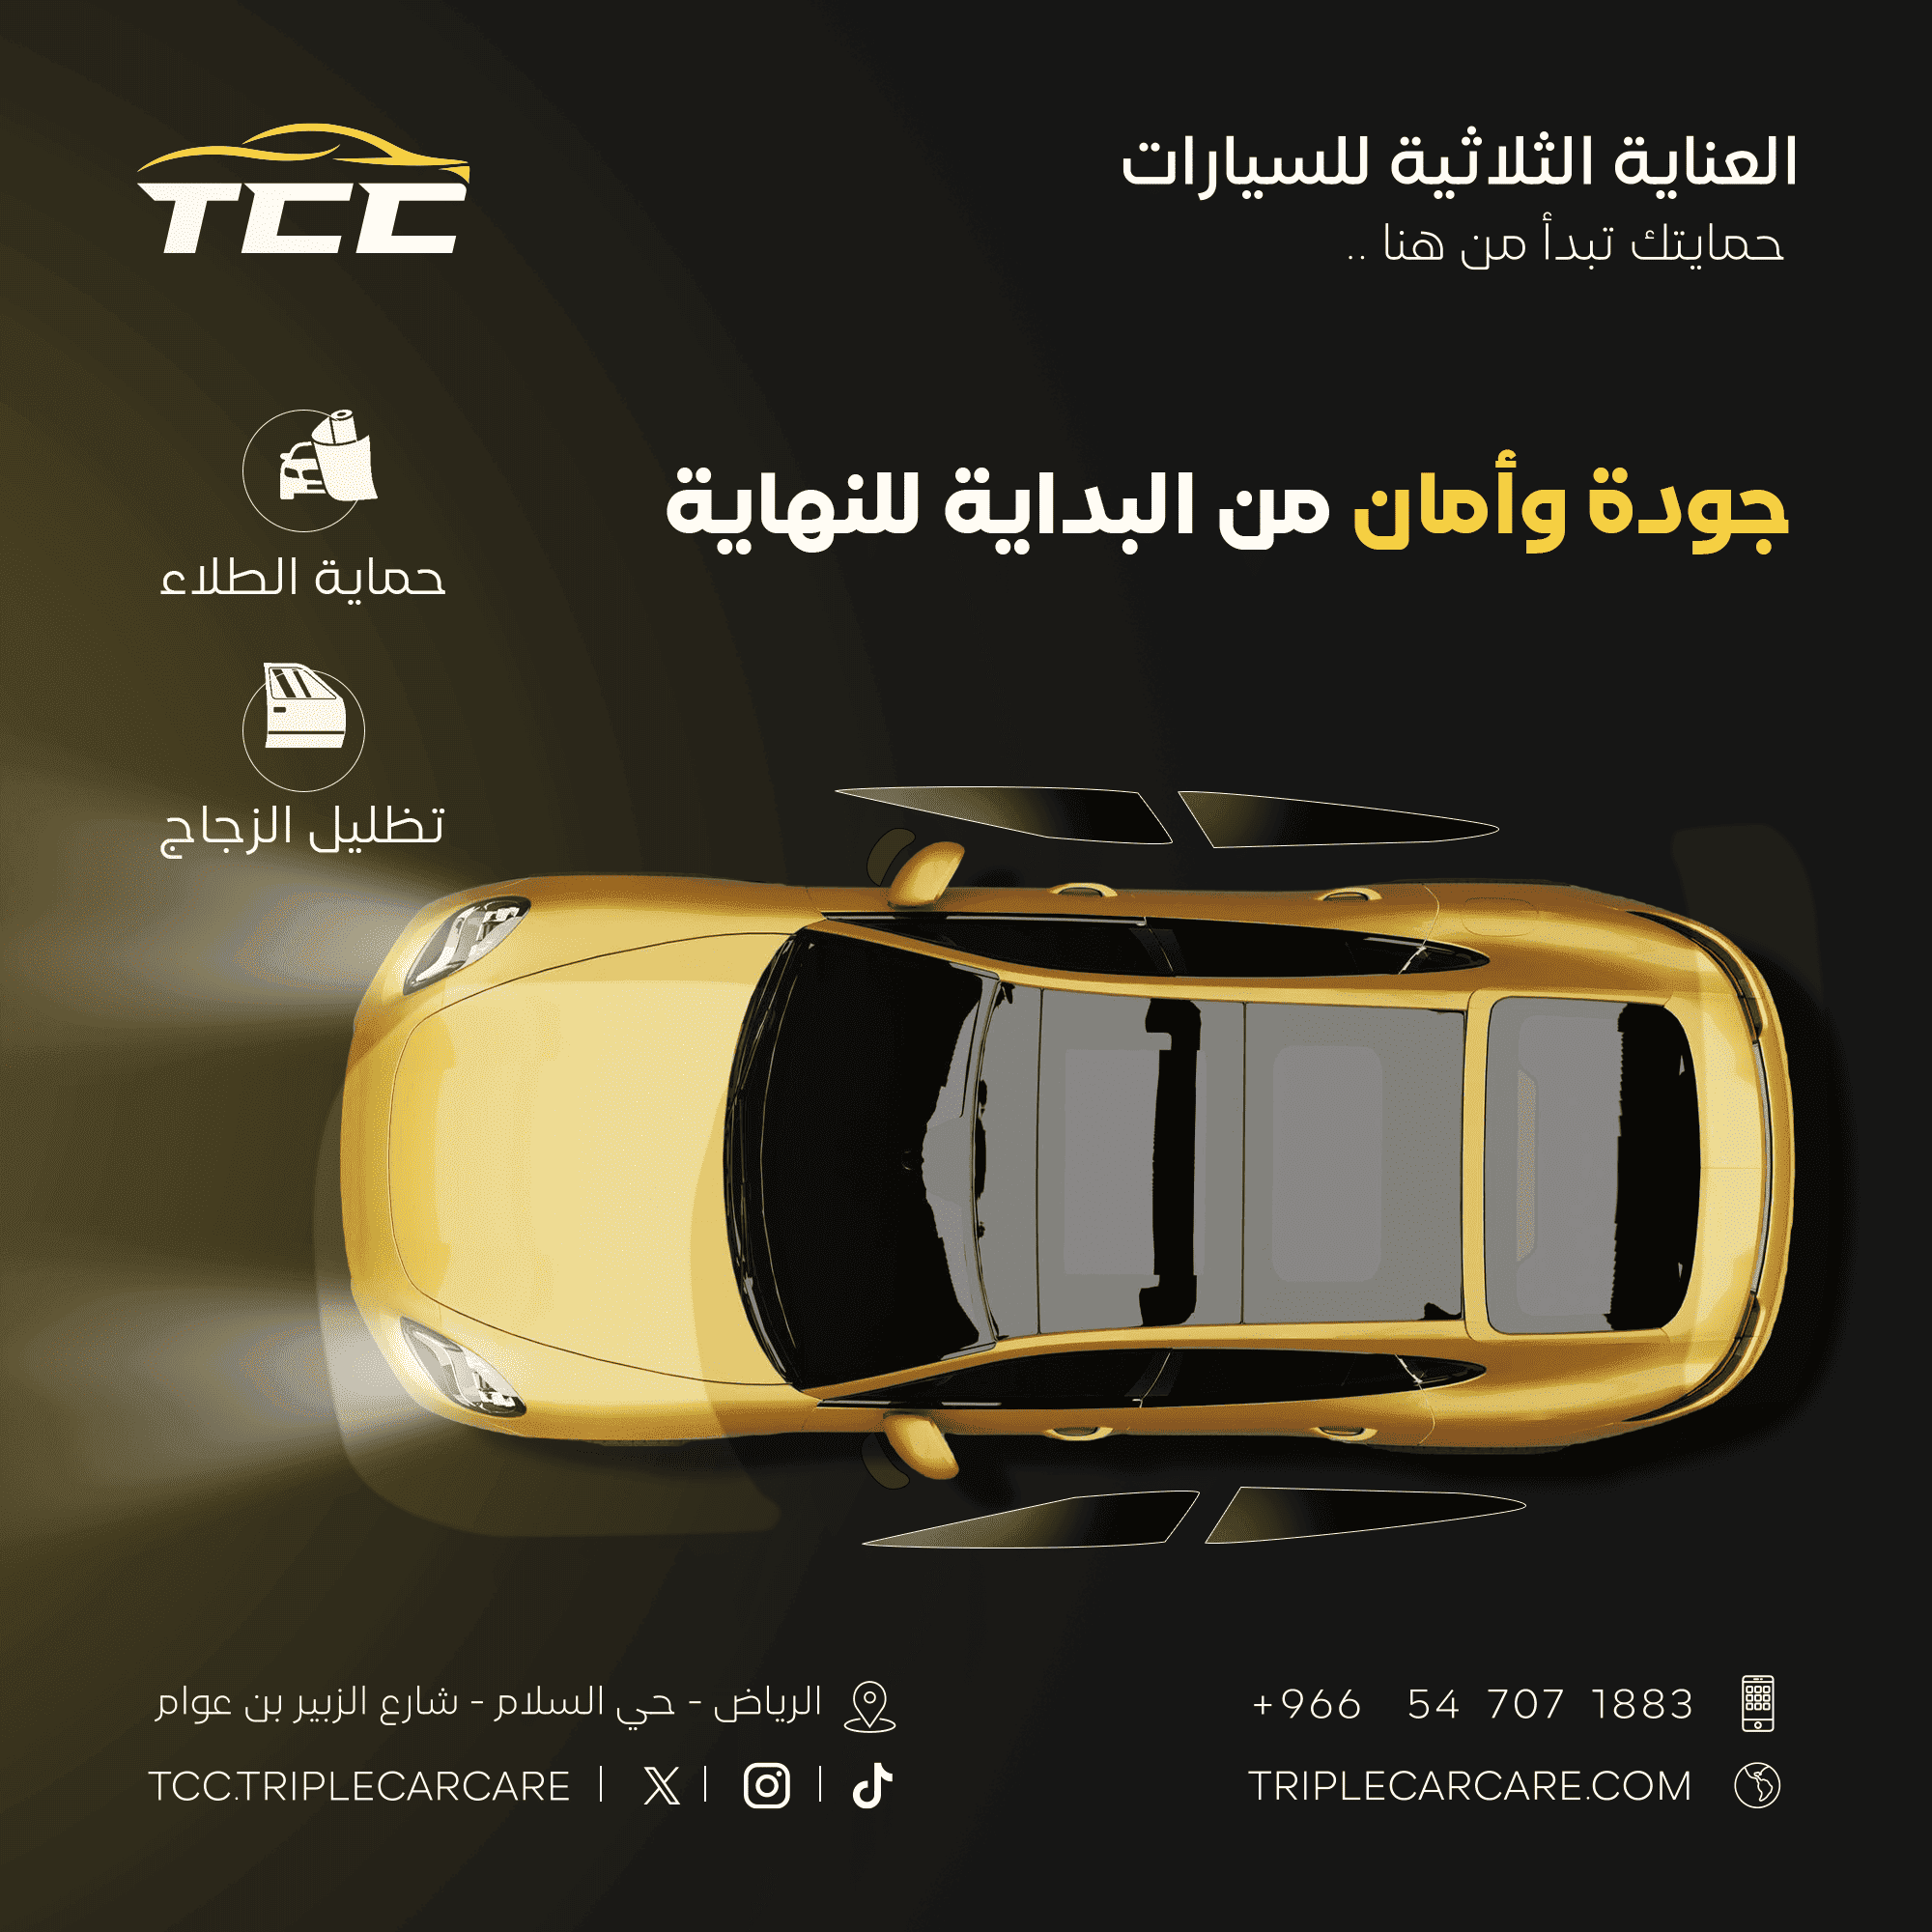 العناية الثلاثية للسيارات
حمايتك تبدأ من هنا ..
TCC
جودة وأمان من البداية للنهاية
حماية الطلاء
تظليل الزجاج
+966 54 707 1883
الرياض - حي السلام - شارع الزبير بن عوام
TRIPLECARCARE.COM
TCC.TRIPLECARCARE | X | |